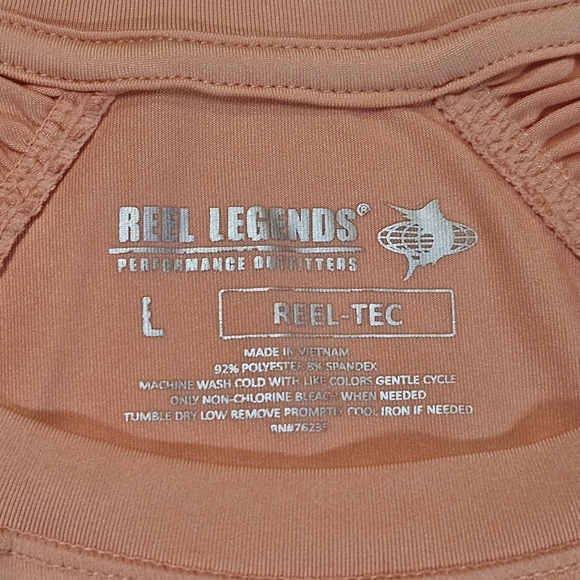 REEL LEGENDS®
PERFORMANCE OUTFITTERS
L
REEL-TEC
MADE IN VIETNAM
92% POLYESTER 8% SPANDEX
MACHINE WASH COLD WITH LIKE COLORS GENTLE CYCLE
ONLY NON-CHLORINE BLEACH WHEN NEEDED
TUMBLE DRY LOW REMOVE PROMPTLY COOL IRON IF NEEDED